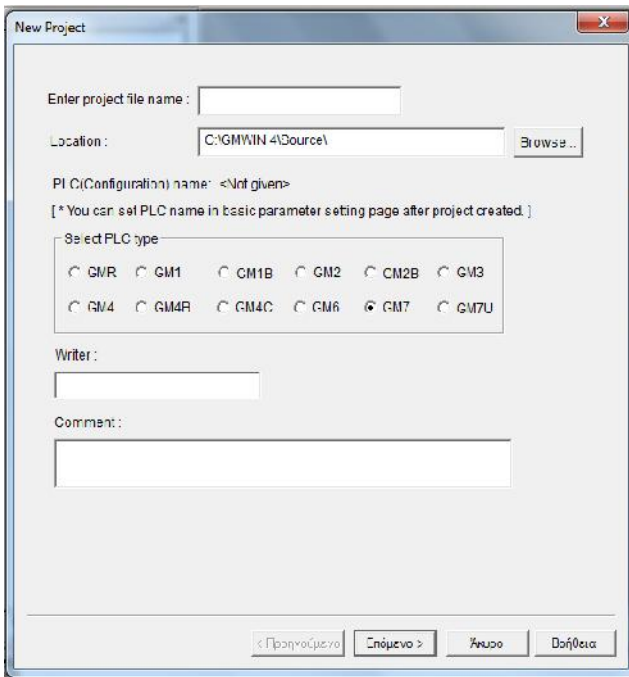 New Project
Enter project file name :
Location : C:\GMWIN 4\Source\ Browse...
PLC(Configuration) name: <Not given>
[ * You can set PLC name in basic parameter setting page after project created. ]
Select PLC type
GMR GM1 GM1B GM2 GM2B GM3
GM4 GM4B GM4C GM6 GM7 GM7U
Writer :
Comment :
< Προηγούμενο Επόμενο > Άκυρο Βοήθεια